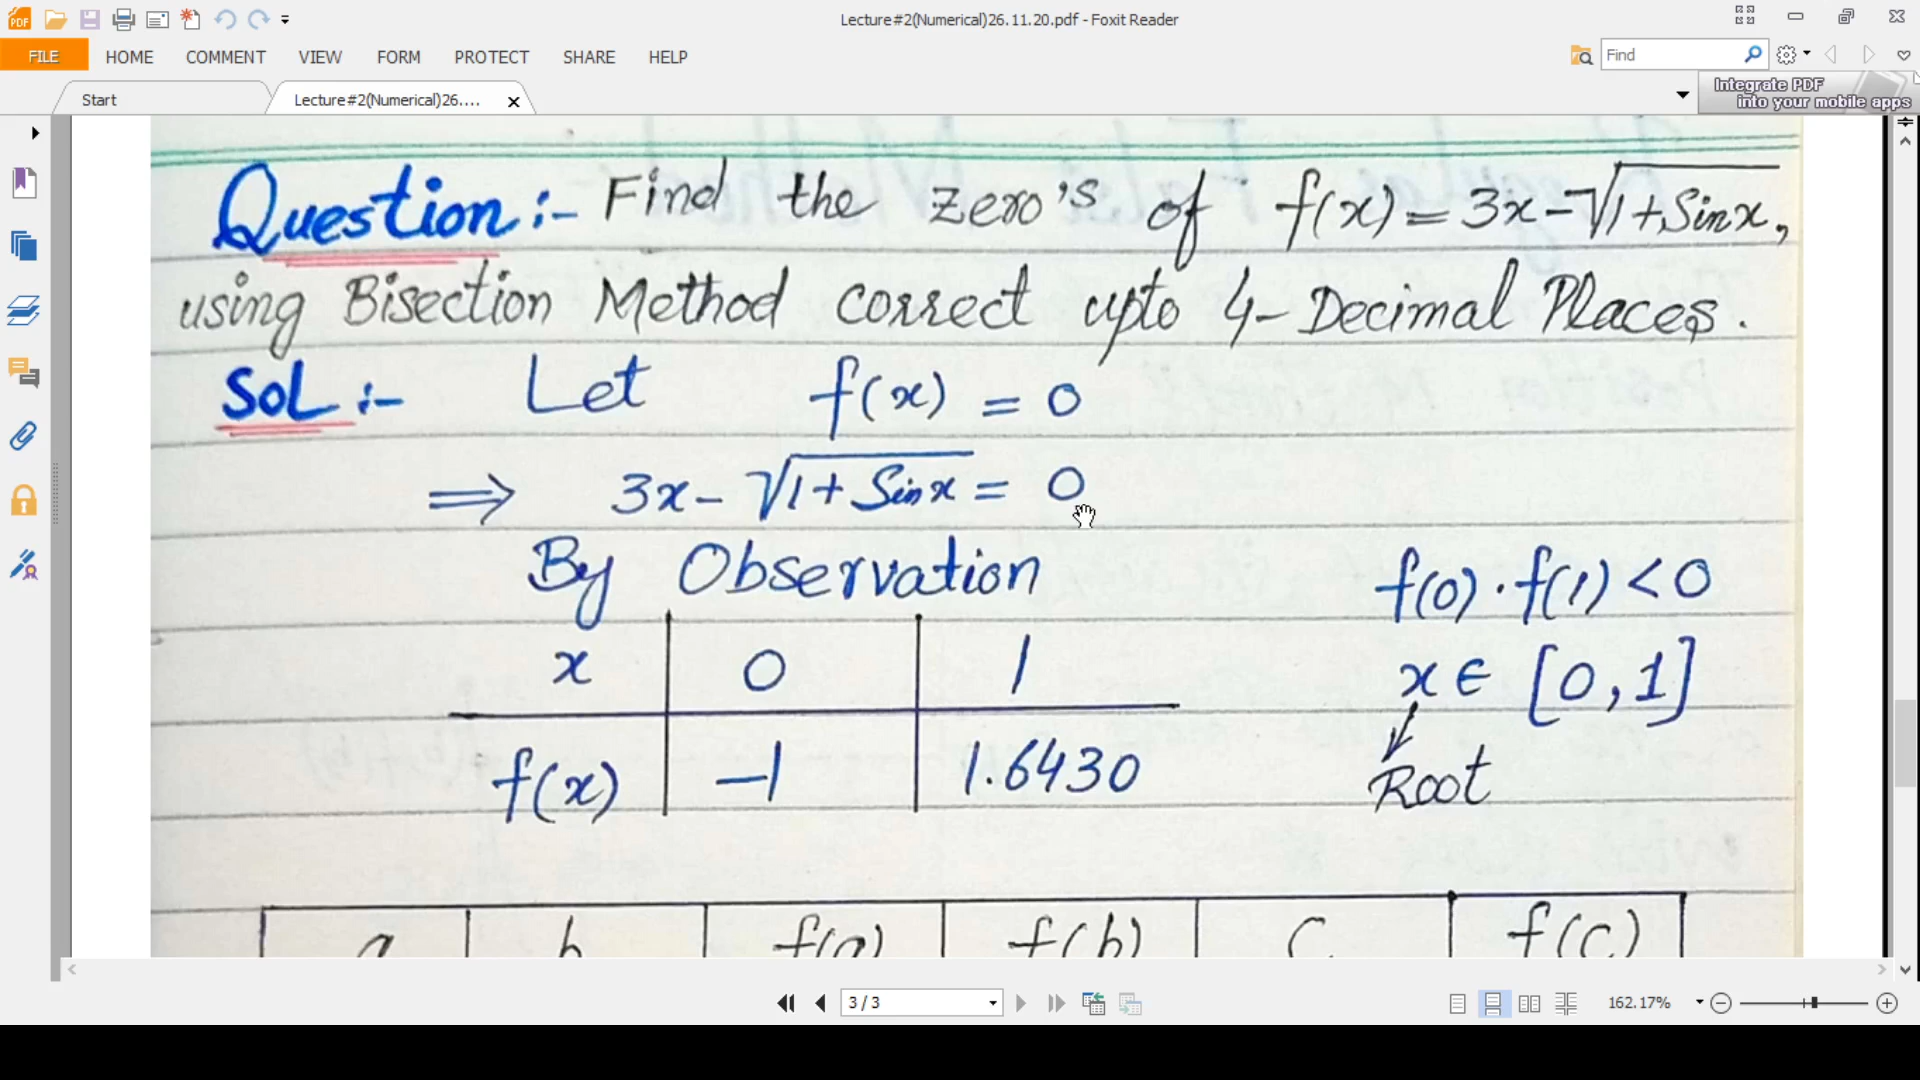 Lecture#2(Numerical)26.11.20.pdf - Foxit Reader
FILE HOME COMMENT VIEW FORM PROTECT SHARE HELP
Find
Start
Lecture#2(Numerical)26....
Integrate PDF
into your mobile apps
Question:- Find the zero's of f(x) = 3x-√1+Sinx,
using Bisection Method correct upto 4-Decimal Places.
SOL:- Let f(x) = 0
⟹ 3x-√1+Sinx = 0
By Observation
f(0)·f(1)<0
x 0 1
x ∈ [0,1]
f(x) -1 1.6430
Root
a b f(a) f(b) C f(c)
3 / 3
162.17%